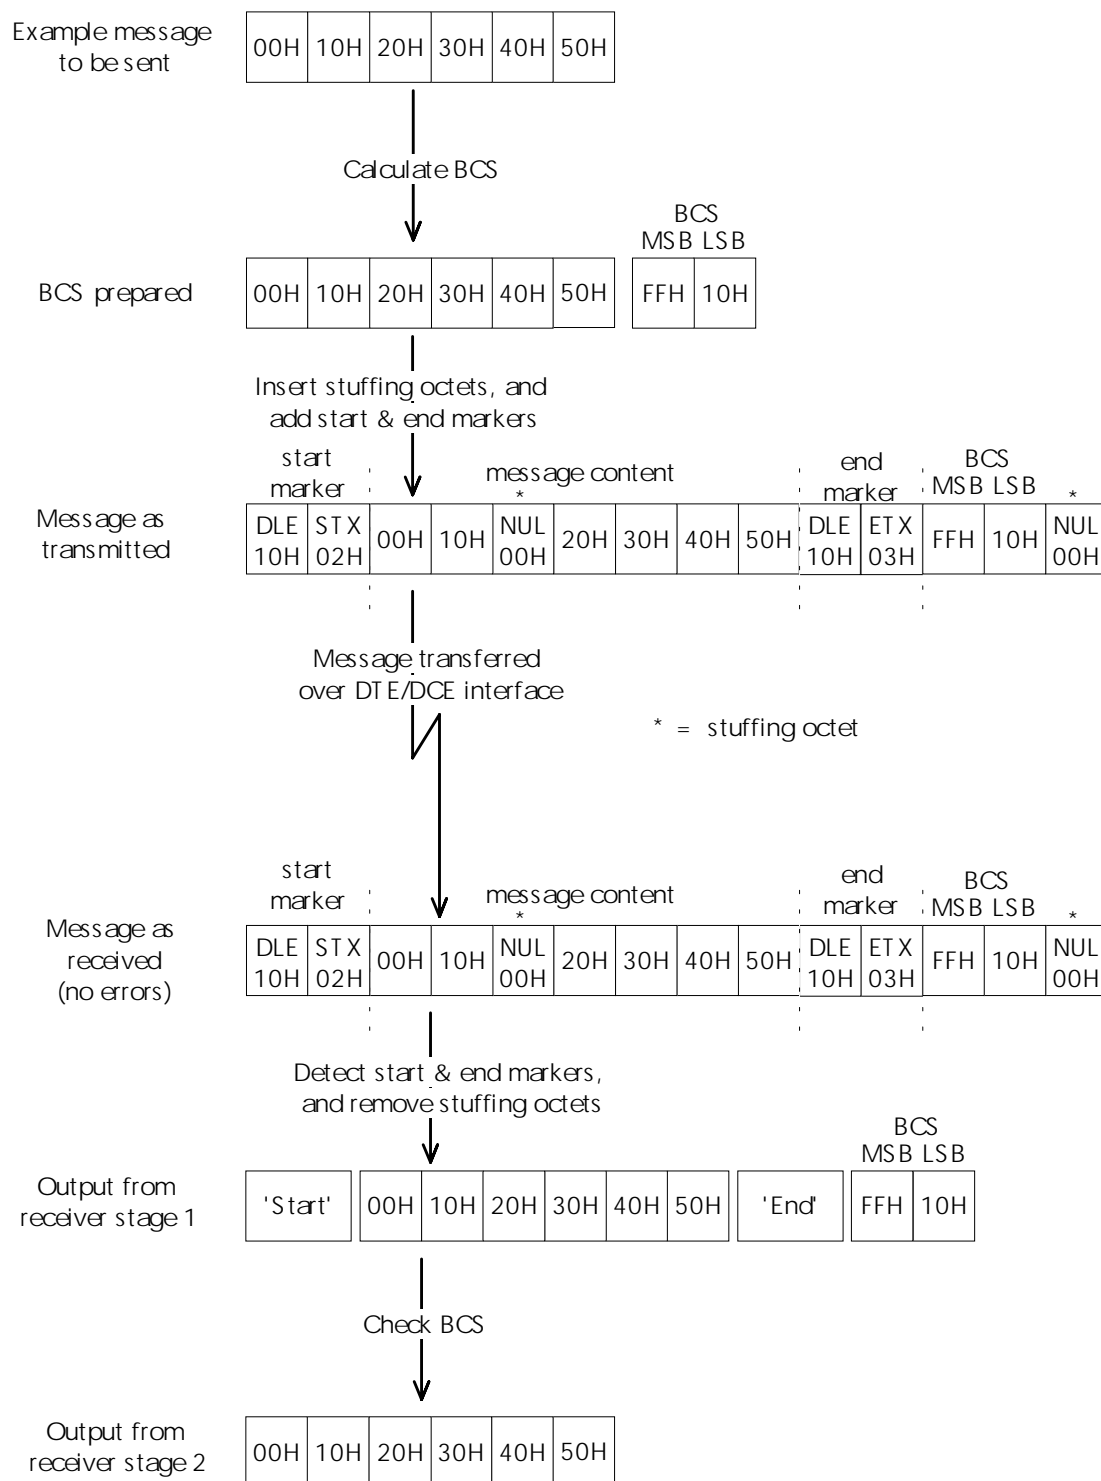 Example message
to be sent
00H 10H 20H 30H 40H 50H
Calculate BCS
BCS
MSB LSB
BCS prepared
00H 10H 20H 30H 40H 50H FFH 10H
Insert stuffing octets, and
add start & end markers
start
marker
message content
end
marker
BCS
MSB LSB
* *
Message as
transmitted
DLE STX NUL DLE ETX NUL
00H 10H 20H 30H 40H 50H FFH 10H
10H 02H 00H 10H 03H 00H
Message transferred
over DTE/DCE interface
* = stuffing octet
start
marker
message content
end
marker
BCS
MSB LSB
* *
Message as
received
(no errors)
DLE STX NUL DLE ETX NUL
00H 10H 20H 30H 40H 50H FFH 10H
10H 02H 00H 10H 03H 00H
Detect start & end markers,
and remove stuffing octets
BCS
MSB LSB
Output from
receiver stage 1
'Start' 00H 10H 20H 30H 40H 50H 'End' FFH 10H
Check BCS
Output from
receiver stage 2
00H 10H 20H 30H 40H 50H